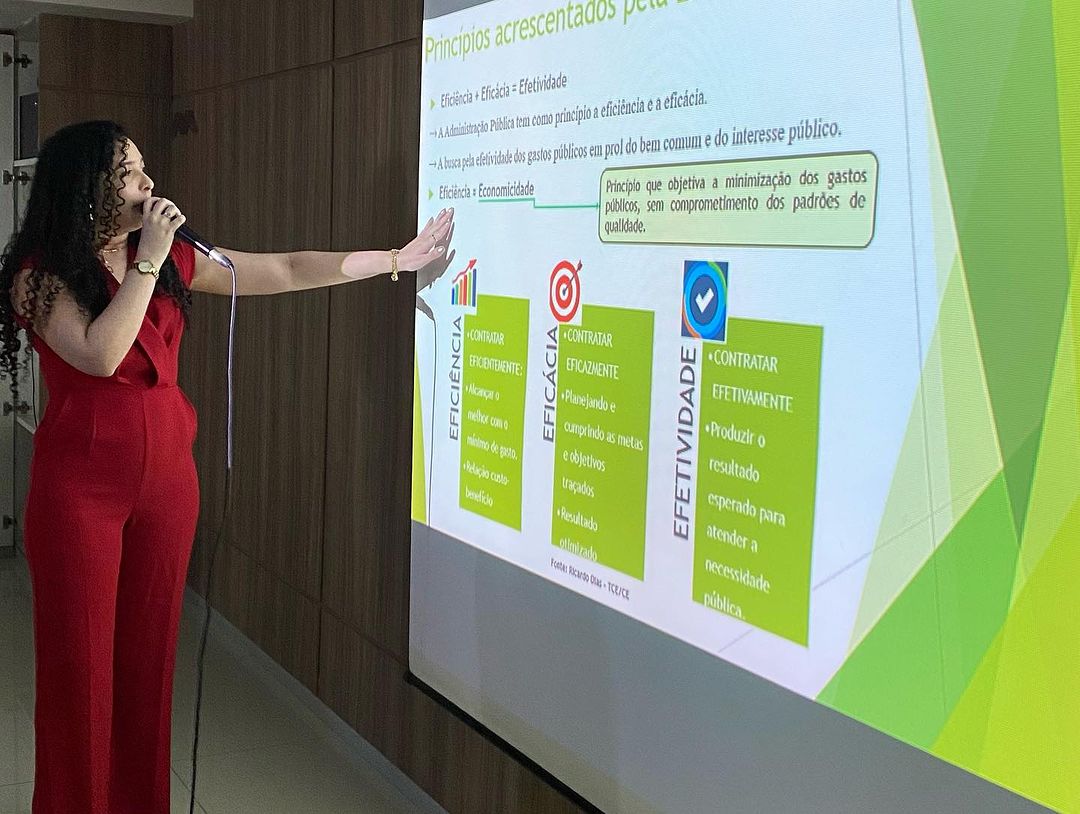 Princípios acrescentados pela
Eficiência + Eficácia = Efetividade
→ A Administração Pública tem como princípio a eficiência e a eficácia.
→ A busca pela efetividade dos gastos públicos em prol do bem comum e do interesse público.
Eficiência = Economicidade
Princípio que objetiva a minimização dos gastos
públicos, sem comprometimento dos padrões de
qualidade.
EFICIÊNCIA
•CONTRATAR
EFICIENTEMENTE:
•Alcançar o
melhor com o
mínimo de gasto.
•Relação custo-
benefício
EFICÁCIA
•CONTRATAR
EFICAZMENTE
•Planejando e
cumprindo as metas
e objetivos
traçados
•Resultado
otimizado
EFETIVIDADE
•CONTRATAR
EFETIVAMENTE
•Produzir o
resultado
esperado para
atender a
necessidade
pública.
Fonte: Ricardo Dias - TCE/CE